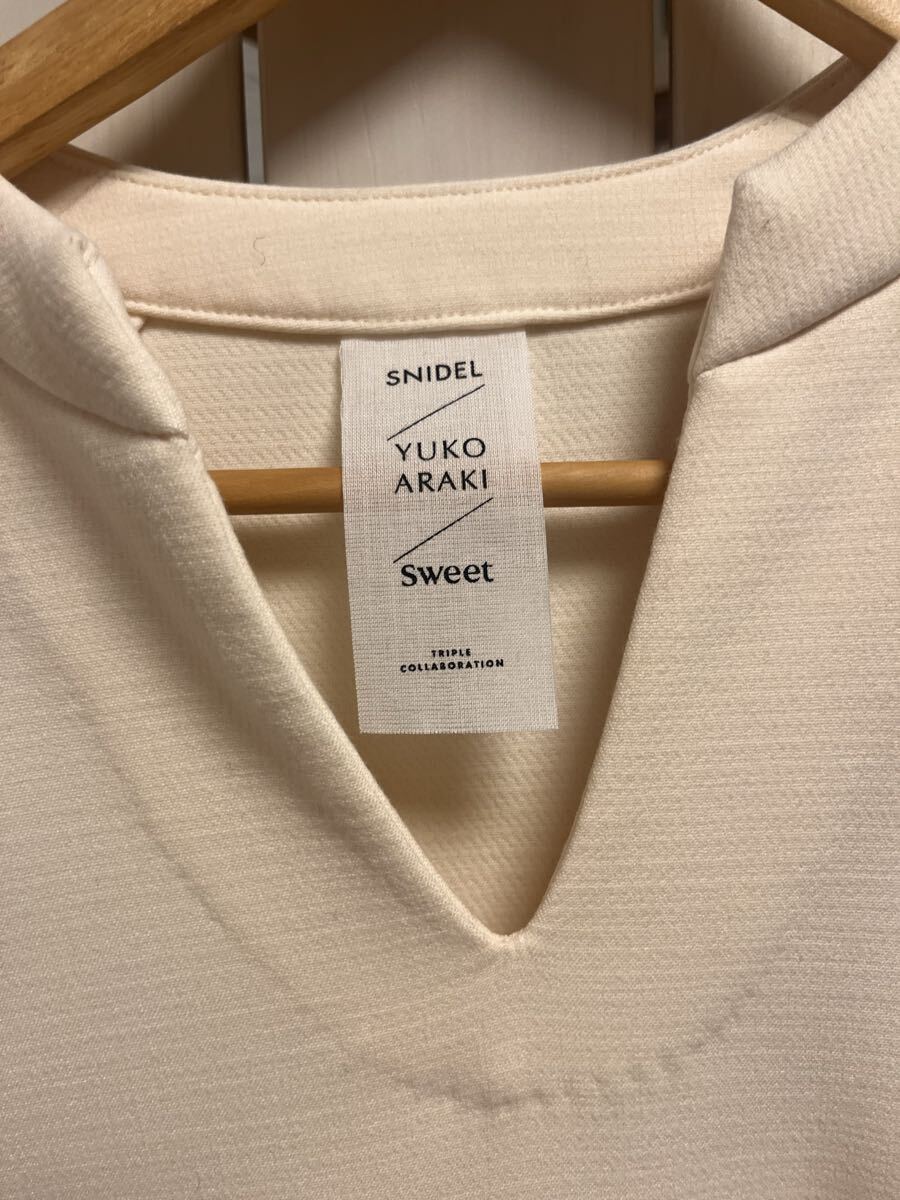 SNIDEL
YUKO
ARAKI
sweet
TRIPLE
COLLABORATION